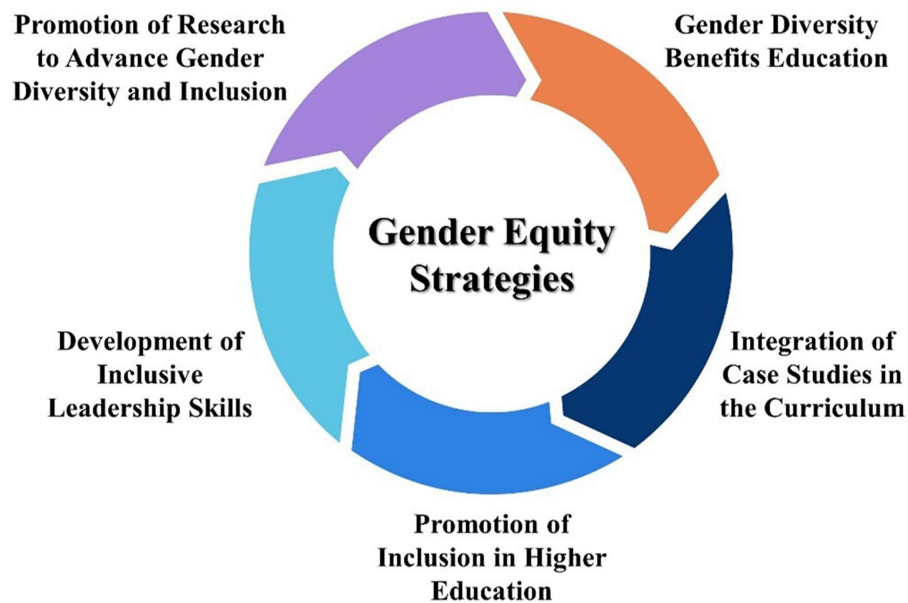 Promotion of Research
to Advance Gender
Diversity and Inclusion
Gender Diversity
Benefits Education
Gender Equity
Strategies
Development of
Inclusive
Leadership Skills
Integration of
Case Studies in
the Curriculum
Promotion of
Inclusion in Higher
Education